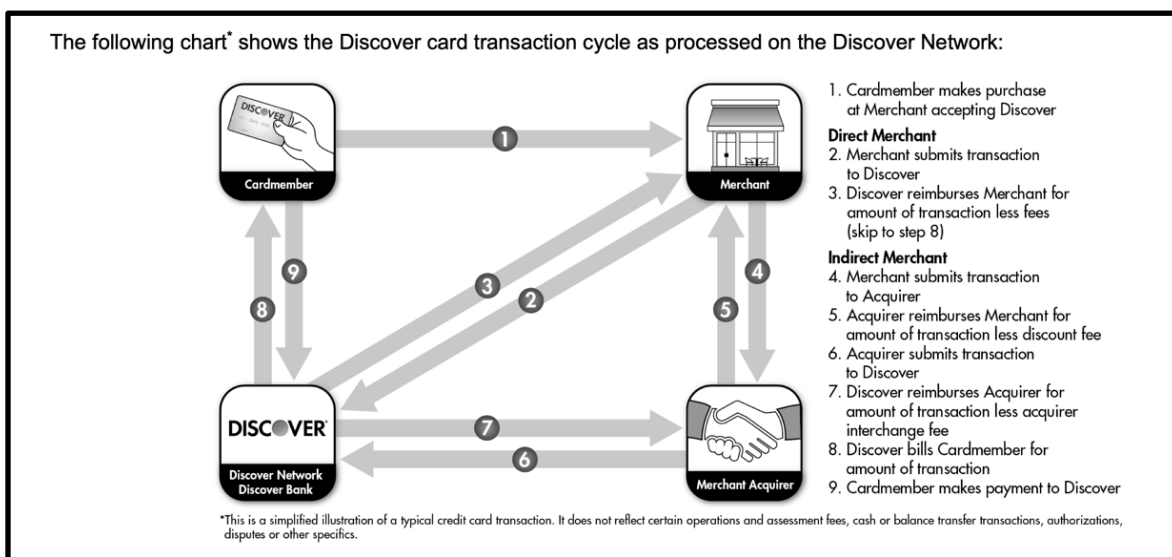 The following chart* shows the Discover card transaction cycle as processed on the Discover Network:
DISCOVER
Cardmember
1
Merchant
9
8
3
2
4
5
DISCOVER
Discover Network
Discover Bank
7
6
Merchant Acquirer
1. Cardmember makes purchase
at Merchant accepting Discover
Direct Merchant
2. Merchant submits transaction
to Discover
3. Discover reimburses Merchant for
amount of transaction less fees
(skip to step 8)
Indirect Merchant
4. Merchant submits transaction
to Acquirer
5. Acquirer reimburses Merchant for
amount of transaction less discount fee
6. Acquirer submits transaction
to Discover
7. Discover reimburses Acquirer for
amount of transaction less acquirer
interchange fee
8. Discover bills Cardmember for
amount of transaction
9. Cardmember makes payment to Discover
*This is a simplified illustration of a typical credit card transaction. It does not reflect certain operations and assessment fees, cash or balance transfer transactions, authorizations,
disputes or other specifics.